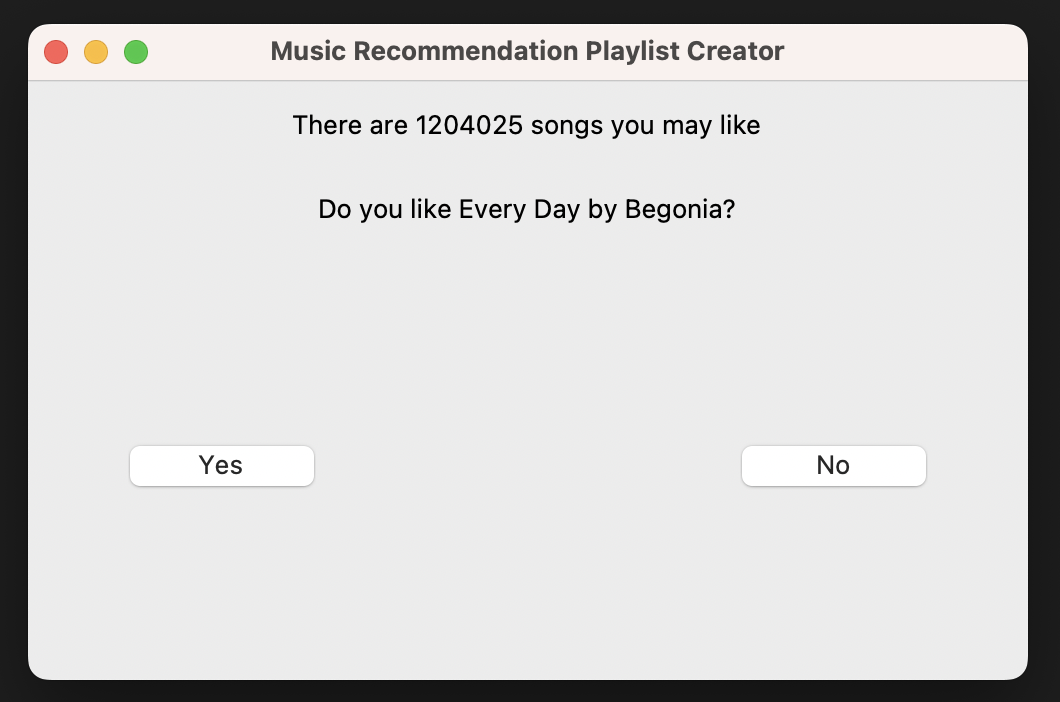 Music Recommendation Playlist Creator
There are 1204025 songs you may like
Do you like Every Day by Begonia?
Yes
No